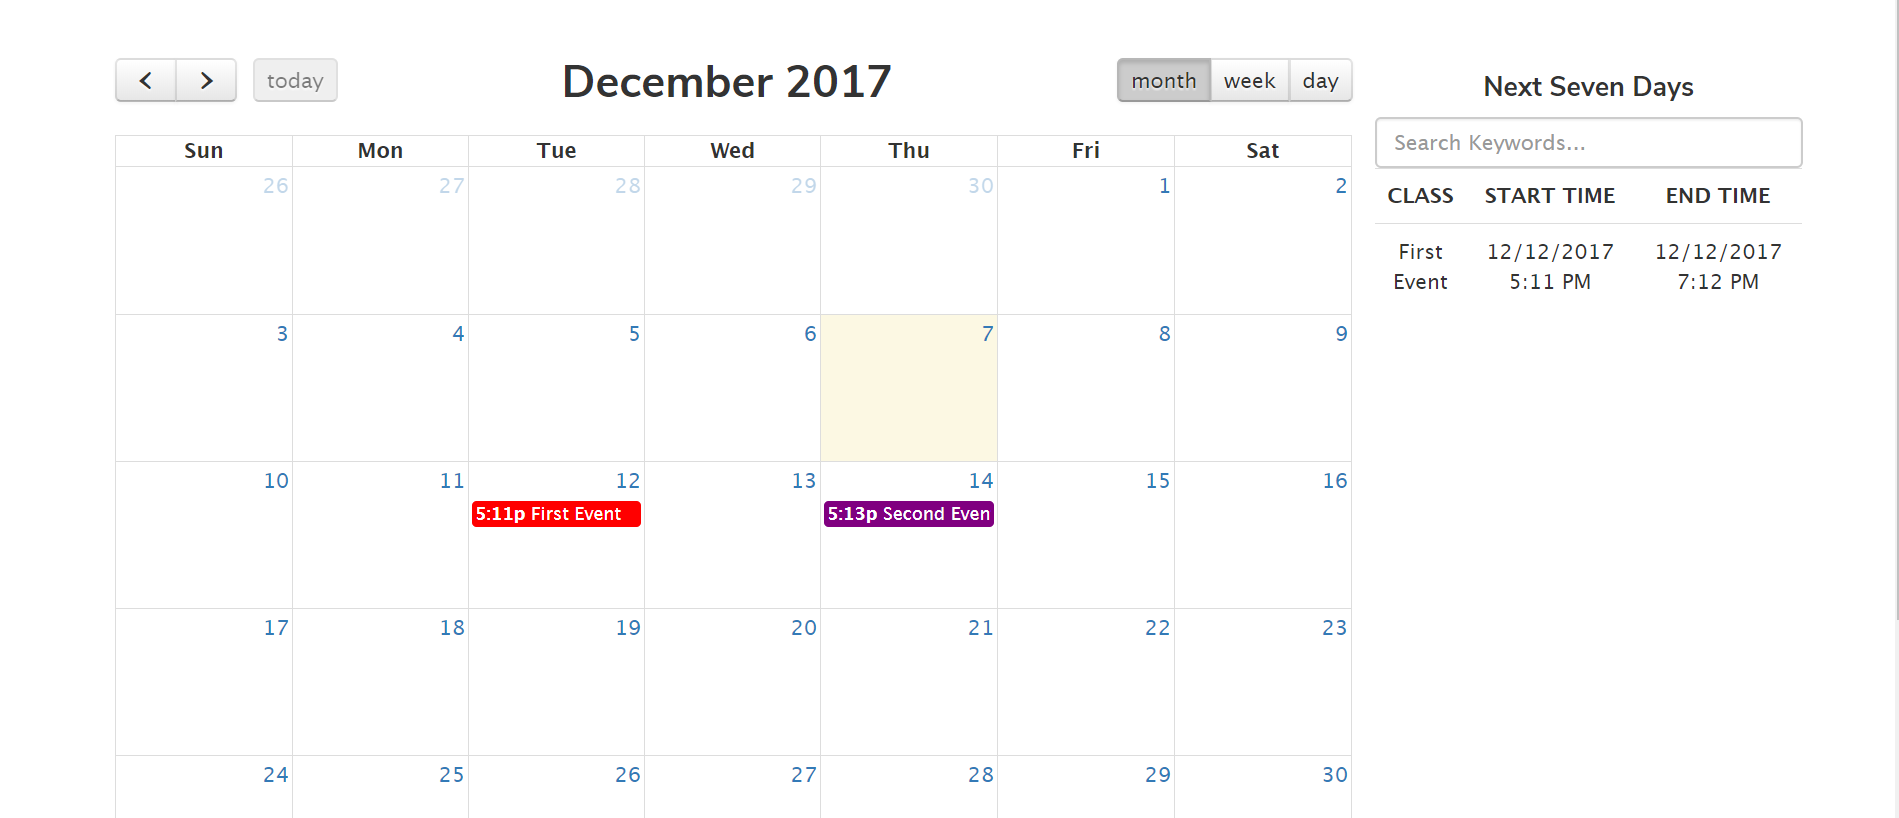 today
December 2017
month week day
Sun Mon Tue Wed Thu Fri Sat
26 27 28 29 30 1 2
3 4 5 6 7 8 9
10 11 12 13 14 15 16
5:11p First Event 5:13p Second Even
17 18 19 20 21 22 23
24 25 26 27 28 29 30
Next Seven Days
Search Keywords...
CLASS START TIME END TIME
First 12/12/2017 12/12/2017
Event 5:11 PM 7:12 PM